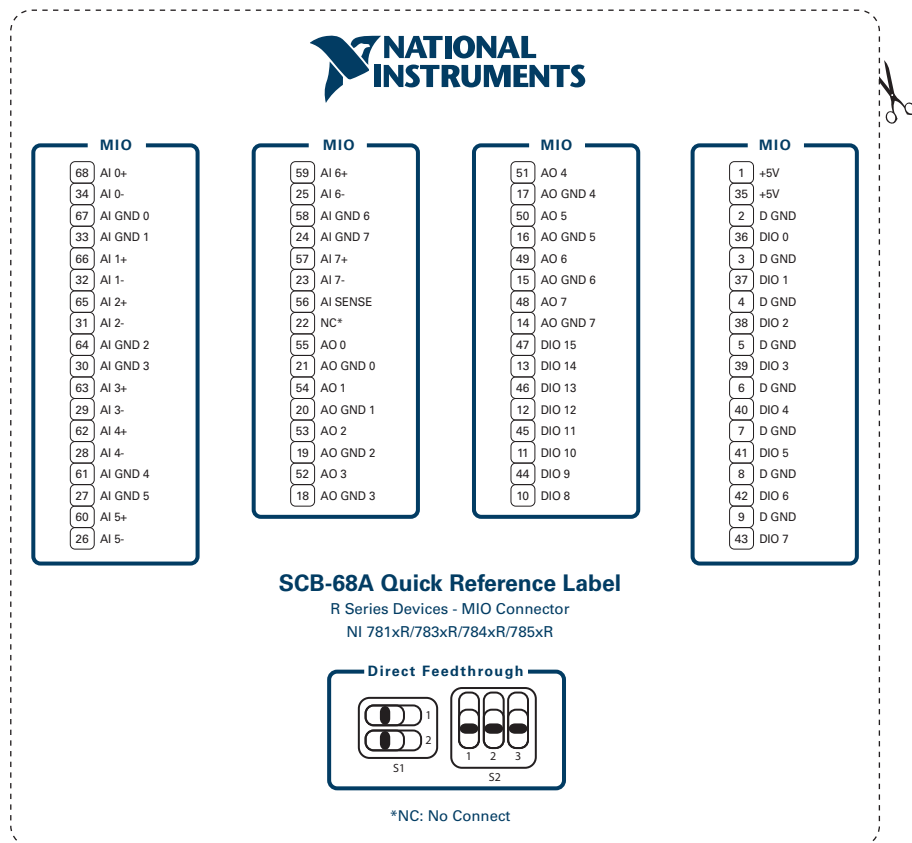 NATIONAL
INSTRUMENTS
MIO
68 AI 0+
34 AI 0-
67 AI GND 0
33 AI GND 1
66 AI 1+
32 AI 1-
65 AI 2+
31 AI 2-
64 AI GND 2
30 AI GND 3
63 AI 3+
29 AI 3-
62 AI 4+
28 AI 4-
61 AI GND 4
27 AI GND 5
60 AI 5+
26 AI 5-
MIO
59 AI 6+
25 AI 6-
58 AI GND 6
24 AI GND 7
57 AI 7+
23 AI 7-
56 AI SENSE
22 NC*
55 AO 0
21 AO GND 0
54 AO 1
20 AO GND 1
53 AO 2
19 AO GND 2
52 AO 3
18 AO GND 3
MIO
51 AO 4
17 AO GND 4
50 AO 5
16 AO GND 5
49 AO 6
15 AO GND 6
48 AO 7
14 AO GND 7
47 DIO 15
13 DIO 14
46 DIO 13
12 DIO 12
45 DIO 11
11 DIO 10
44 DIO 9
10 DIO 8
MIO
1 +5V
35 +5V
2 D GND
36 DIO 0
3 D GND
37 DIO 1
4 D GND
38 DIO 2
5 D GND
39 DIO 3
6 D GND
40 DIO 4
7 D GND
41 DIO 5
8 D GND
42 DIO 6
9 D GND
43 DIO 7
SCB-68A Quick Reference Label
R Series Devices - MIO Connector
NI 781xR/783xR/784xR/785xR
Direct Feedthrough
1
2
S1
1 2 3
S2
*NC: No Connect